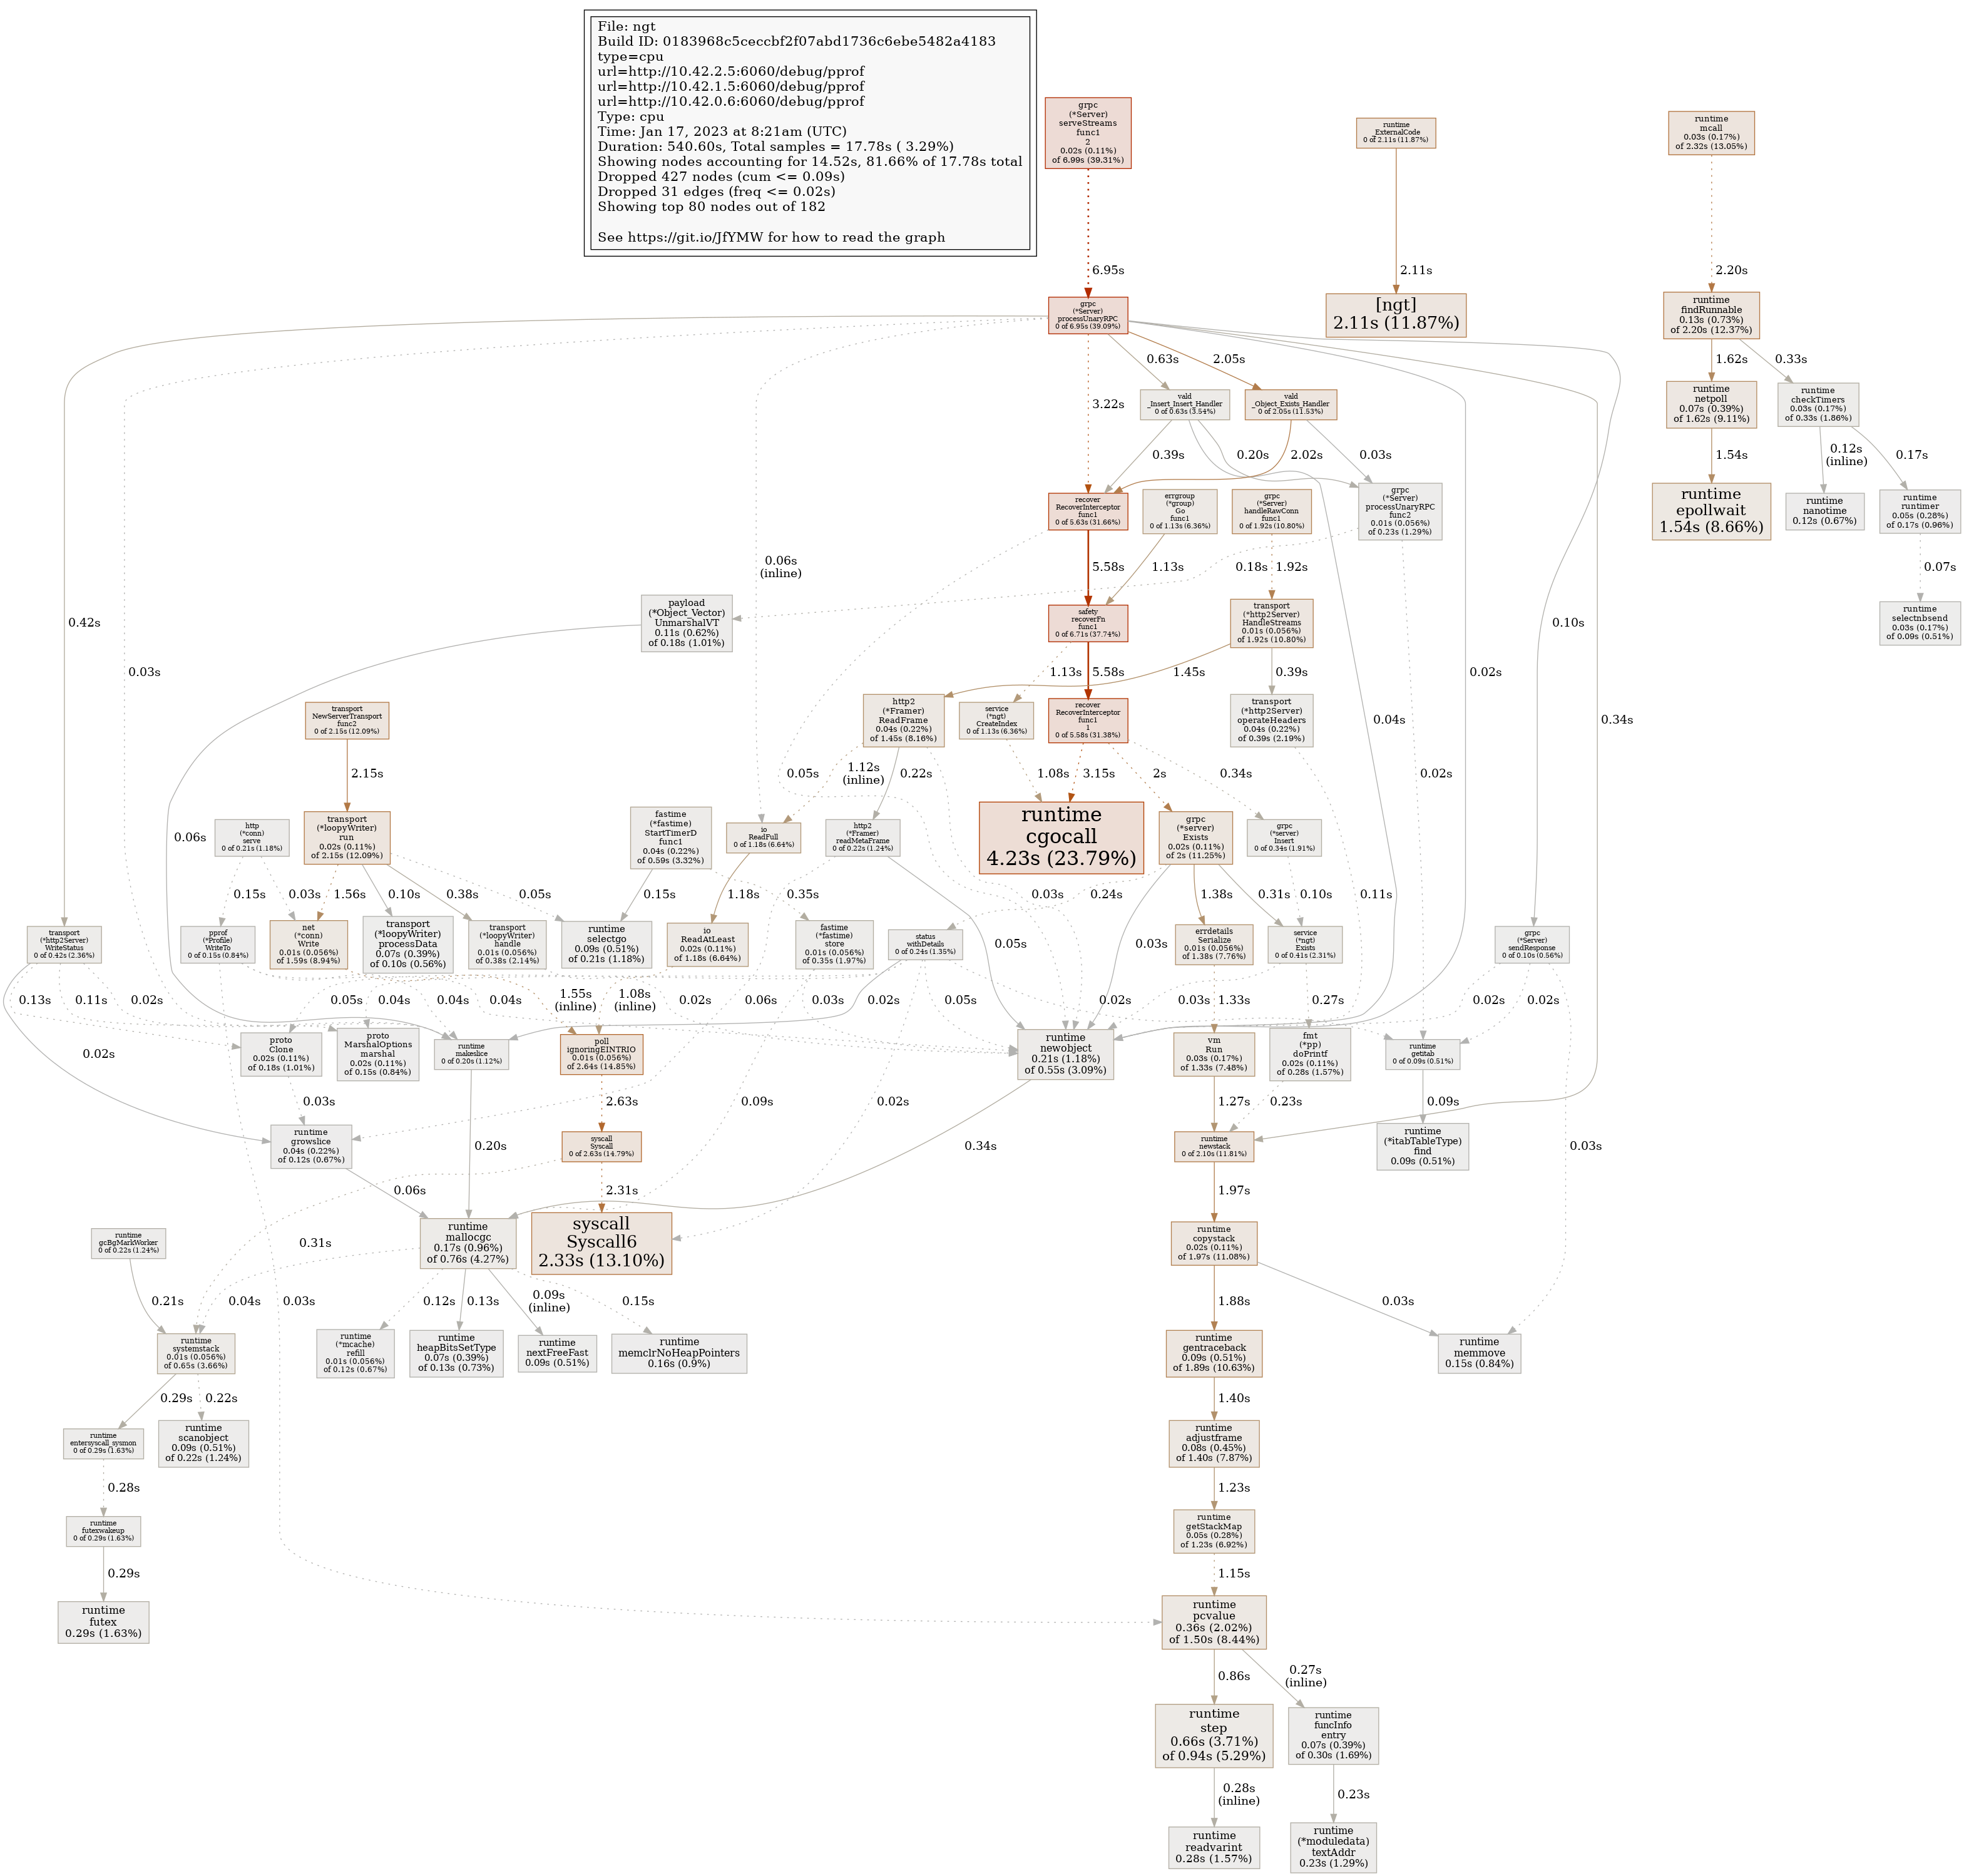 File: ngt
Build ID: 0183968c5ceccbf2f07abd1736c6ebe5482a4183
type=cpu
url=http://10.42.2.5:6060/debug/pprof
url=http://10.42.1.5:6060/debug/pprof
url=http://10.42.0.6:6060/debug/pprof
Type: cpu
Time: Jan 17, 2023 at 8:21am (UTC)
Duration: 540.60s, Total samples = 17.78s ( 3.29%)
Showing nodes accounting for 14.52s, 81.66% of 17.78s total
Dropped 427 nodes (cum <= 0.09s)
Dropped 31 edges (freq <= 0.02s)
Showing top 80 nodes out of 182
See https://git.io/JfYMW for how to read the graph
grpc
(*Server)
serveStreams
func1
2
0.02s (0.11%)
of 6.99s (39.31%)
runtime
_ExternalCode
0 of 2.11s (11.87%)
runtime
mcall
0.03s (0.17%)
of 2.32s (13.05%)
6.95s
2.11s
2.20s
grpc
(*Server)
processUnaryRPC
0 of 6.95s (39.09%)
[ngt]
2.11s (11.87%)
runtime
findRunnable
0.13s (0.73%)
of 2.20s (12.37%)
0.63s
2.05s
1.62s
0.33s
3.22s
vald
_Insert_Insert_Handler
0 of 0.63s (3.54%)
vald
_Object_Exists_Handler
0 of 2.05s (11.53%)
runtime
netpoll
0.07s (0.39%)
of 1.62s (9.11%)
runtime
checkTimers
0.03s (0.17%)
of 0.33s (1.86%)
0.39s
0.20s
2.02s
0.03s
1.54s
0.12s
(inline)
0.17s
recover
RecoverInterceptor
func1
0 of 5.63s (31.66%)
errgroup
(*group)
Go
func1
0 of 1.13s (6.36%)
grpc
(*Server)
handleRawConn
func1
0 of 1.92s (10.80%)
grpc
(*Server)
processUnaryRPC
func2
0.01s (0.056%)
of 0.23s (1.29%)
runtime
epollwait
1.54s (8.66%)
runtime
nanotime
0.12s (0.67%)
runtime
runtimer
0.05s (0.28%)
of 0.17s (0.96%)
0.06s
(inline)
5.58s
1.13s
0.18s
1.92s
0.07s
0.42s
0.10s
payload
(*Object_Vector)
UnmarshalVT
0.11s (0.62%)
of 0.18s (1.01%)
safety
recoverFn
func1
0 of 6.71s (37.74%)
transport
(*http2Server)
HandleStreams
0.01s (0.056%)
of 1.92s (10.80%)
runtime
selectnbsend
0.03s (0.17%)
of 0.09s (0.51%)
0.03s
1.13s
5.58s
1.45s
0.39s
0.02s
transport
NewServerTransport
func2
0 of 2.15s (12.09%)
http2
(*Framer)
ReadFrame
0.04s (0.22%)
of 1.45s (8.16%)
service
(*ngt)
CreateIndex
0 of 1.13s (6.36%)
recover
RecoverInterceptor
func1
1
0 of 5.58s (31.38%)
transport
(*http2Server)
operateHeaders
0.04s (0.22%)
of 0.39s (2.19%)
0.04s
0.34s
2.15s
0.05s
1.12s
(inline)
0.22s
1.08s
3.15s
2s
0.34s
0.02s
0.06s
http
(*conn)
serve
0 of 0.21s (1.18%)
transport
(*loopyWriter)
run
0.02s (0.11%)
of 2.15s (12.09%)
fastime
(*fastime)
StartTimerD
func1
0.04s (0.22%)
of 0.59s (3.32%)
io
ReadFull
0 of 1.18s (6.64%)
http2
(*Framer)
readMetaFrame
0 of 0.22s (1.24%)
runtime
cgocall
4.23s (23.79%)
grpc
(*server)
Exists
0.02s (0.11%)
of 2s (11.25%)
grpc
(*server)
Insert
0 of 0.34s (1.91%)
0.15s
0.03s
1.56s
0.10s
0.38s
0.05s
0.15s
0.35s
1.18s
0.03s
0.24s
1.38s
0.31s
0.10s
0.11s
transport
(*http2Server)
WriteStatus
0 of 0.42s (2.36%)
pprof
(*Profile)
WriteTo
0 of 0.15s (0.84%)
net
(*conn)
Write
0.01s (0.056%)
of 1.59s (8.94%)
transport
(*loopyWriter)
processData
0.07s (0.39%)
of 0.10s (0.56%)
transport
(*loopyWriter)
handle
0.01s (0.056%)
of 0.38s (2.14%)
runtime
selectgo
0.09s (0.51%)
of 0.21s (1.18%)
io
ReadAtLeast
0.02s (0.11%)
of 1.18s (6.64%)
fastime
(*fastime)
store
0.01s (0.056%)
of 0.35s (1.97%)
status
withDetails
0 of 0.24s (1.35%)
errdetails
Serialize
0.01s (0.056%)
of 1.38s (7.76%)
service
(*ngt)
Exists
0 of 0.41s (2.31%)
grpc
(*Server)
sendResponse
0 of 0.10s (0.56%)
0.05s
0.03s
0.13s
0.11s
0.02s
0.05s
0.04s
0.04s
0.04s
1.55s
(inline)
1.08s
(inline)
0.02s
0.06s
0.03s
0.02s
0.05s
0.02s
1.33s
0.03s
0.27s
0.02s
0.02s
0.02s
proto
Clone
0.02s (0.11%)
of 0.18s (1.01%)
proto
MarshalOptions
marshal
0.02s (0.11%)
of 0.15s (0.84%)
runtime
makeslice
0 of 0.20s (1.12%)
poll
ignoringEINTRIO
0.01s (0.056%)
of 2.64s (14.85%)
runtime
newobject
0.21s (1.18%)
of 0.55s (3.09%)
vm
Run
0.03s (0.17%)
of 1.33s (7.48%)
fmt
(*pp)
doPrintf
0.02s (0.11%)
of 0.28s (1.57%)
runtime
getitab
0 of 0.09s (0.51%)
0.03s
2.63s
0.09s
0.02s
1.27s
0.23s
0.09s
runtime
growslice
0.04s (0.22%)
of 0.12s (0.67%)
syscall
Syscall
0 of 2.63s (14.79%)
runtime
newstack
0 of 2.10s (11.81%)
runtime
(*itabTableType)
find
0.09s (0.51%)
0.20s
0.34s
0.03s
0.06s
2.31s
1.97s
runtime
gcBgMarkWorker
0 of 0.22s (1.24%)
0.31s
runtime
mallocgc
0.17s (0.96%)
of 0.76s (4.27%)
syscall
Syscall6
2.33s (13.10%)
runtime
copystack
0.02s (0.11%)
of 1.97s (11.08%)
0.21s
0.04s
0.03s
0.12s
0.13s
0.09s
(inline)
0.15s
1.88s
0.03s
runtime
systemstack
0.01s (0.056%)
of 0.65s (3.66%)
runtime
(*mcache)
refill
0.01s (0.056%)
of 0.12s (0.67%)
runtime
heapBitsSetType
0.07s (0.39%)
of 0.13s (0.73%)
runtime
nextFreeFast
0.09s (0.51%)
runtime
memclrNoHeapPointers
0.16s (0.9%)
runtime
gentraceback
0.09s (0.51%)
of 1.89s (10.63%)
runtime
memmove
0.15s (0.84%)
0.29s
0.22s
1.40s
runtime
entersyscall_sysmon
0 of 0.29s (1.63%)
runtime
scanobject
0.09s (0.51%)
of 0.22s (1.24%)
runtime
adjustframe
0.08s (0.45%)
of 1.40s (7.87%)
0.28s
1.23s
runtime
futexwakeup
0 of 0.29s (1.63%)
runtime
getStackMap
0.05s (0.28%)
of 1.23s (6.92%)
0.29s
1.15s
runtime
futex
0.29s (1.63%)
runtime
pcvalue
0.36s (2.02%)
of 1.50s (8.44%)
0.86s
0.27s
(inline)
runtime
step
0.66s (3.71%)
of 0.94s (5.29%)
runtime
funcInfo
entry
0.07s (0.39%)
of 0.30s (1.69%)
0.28s
(inline)
0.23s
runtime
readvarint
0.28s (1.57%)
runtime
(*moduledata)
textAddr
0.23s (1.29%)